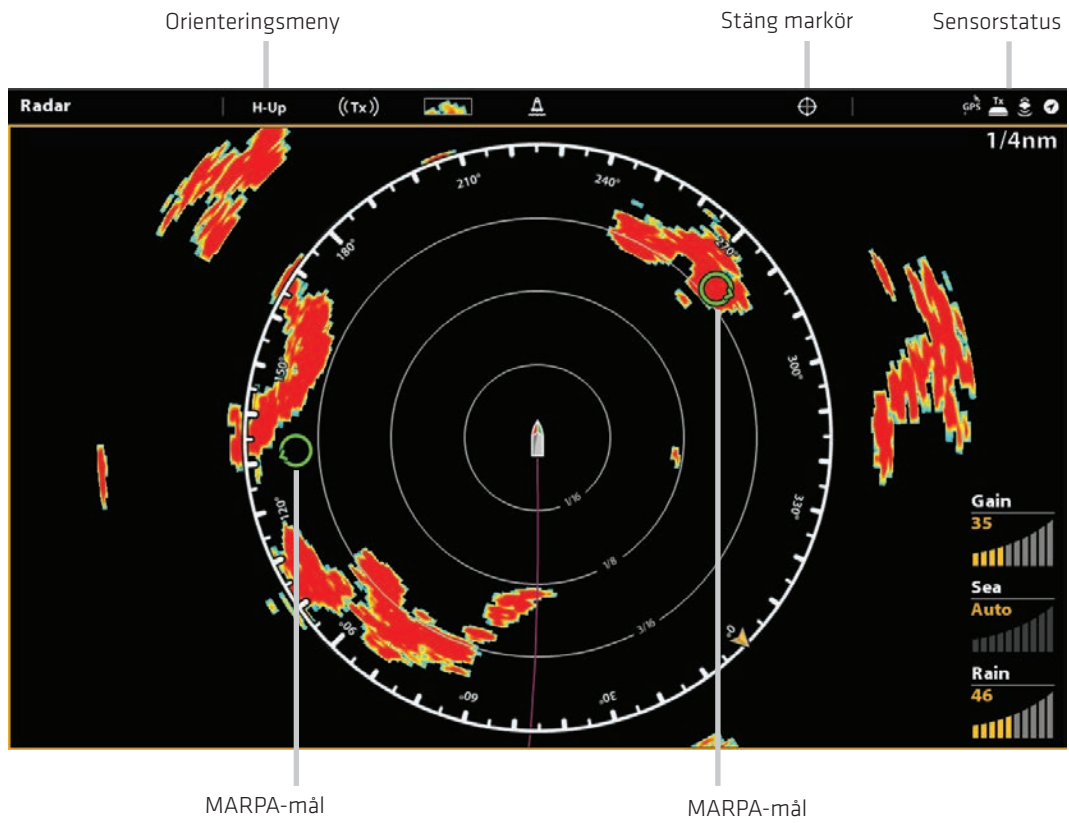 Orienteringsmeny Stäng markör Sensorstatus
Radar H-Up ((Tx)) GPS Tx
1/4nm
210° 240°
180° 270°
150° 300°
120° 330°
90° 0°
60° 30°
1/16
1/8
3/16
Gain
35
Sea
Auto
Rain
46
MARPA-mål MARPA-mål